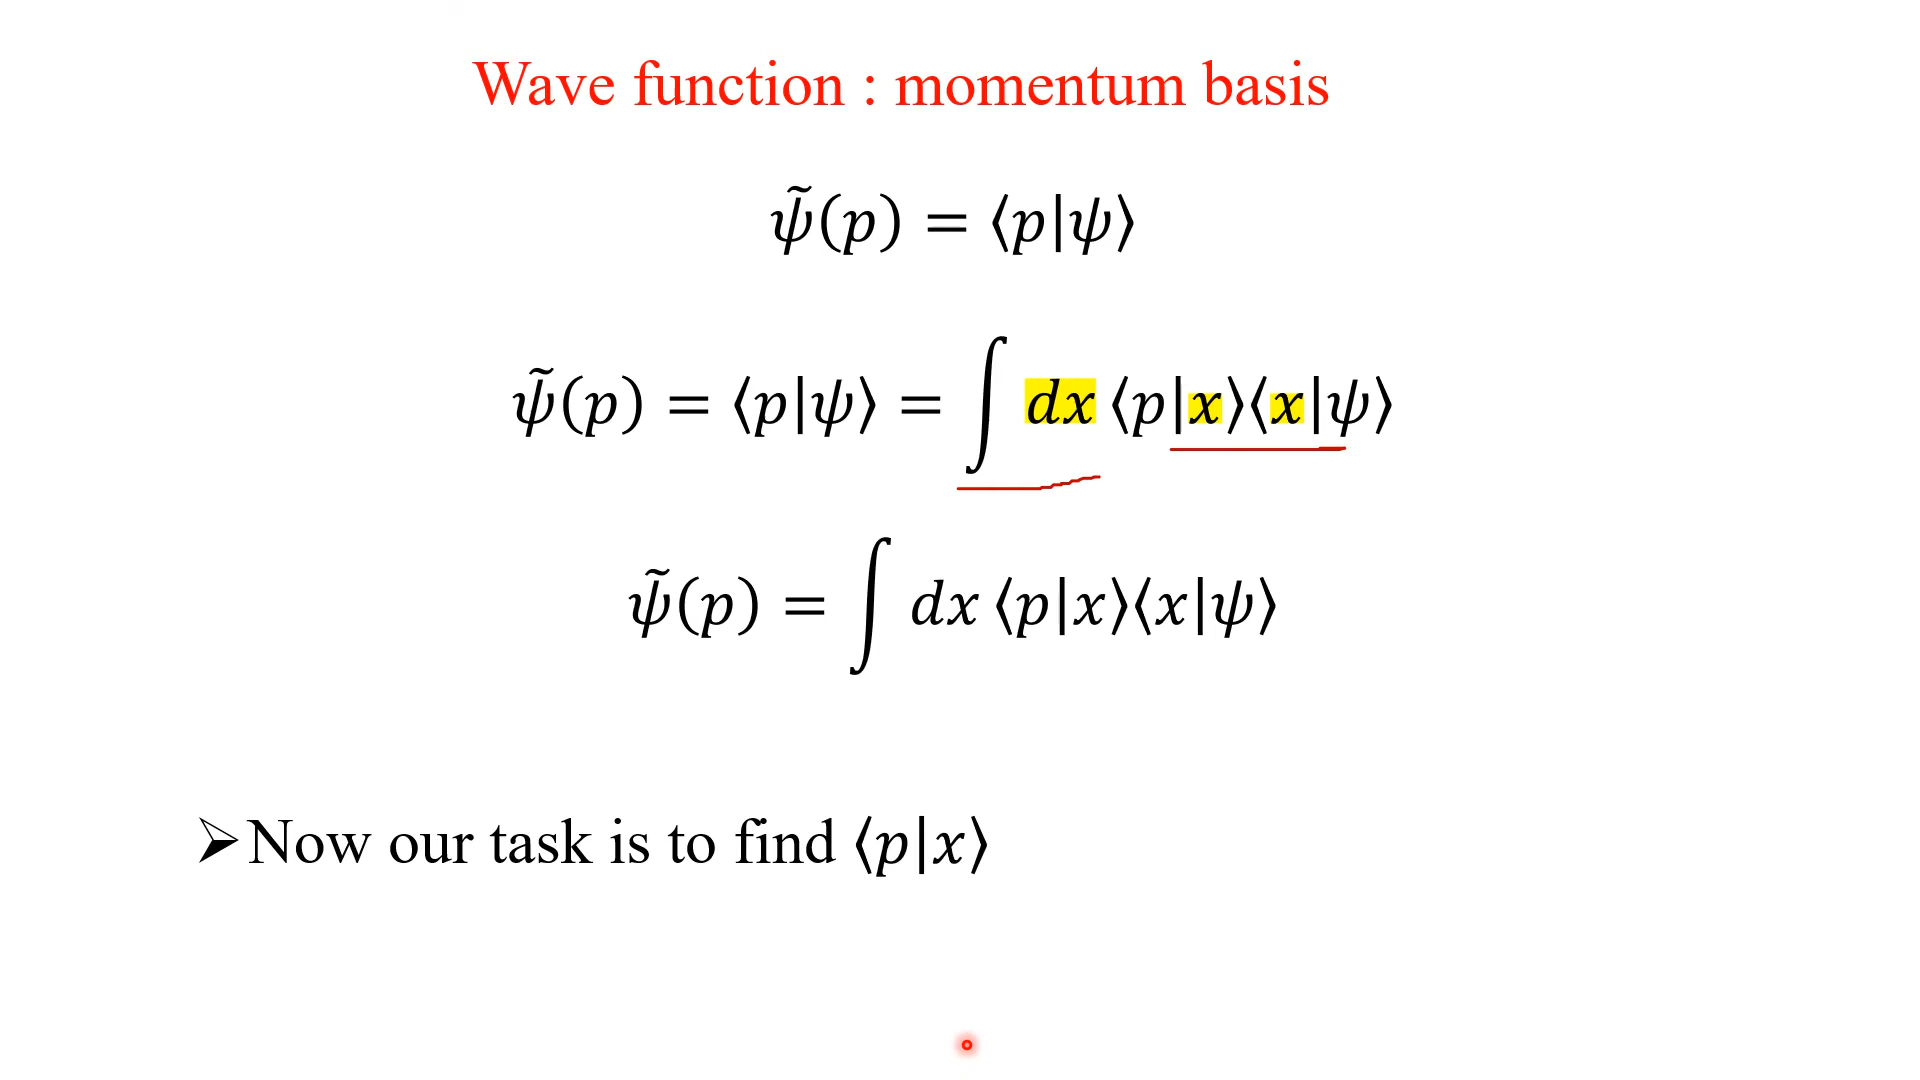 Wave function : momentum basis
ψ̃(p) = ⟨p|ψ⟩
ψ̃(p) = ⟨p|ψ⟩ = ∫ dx ⟨p|x⟩⟨x|ψ⟩
ψ̃(p) = ∫ dx ⟨p|x⟩⟨x|ψ⟩
➢Now our task is to find ⟨p|x⟩